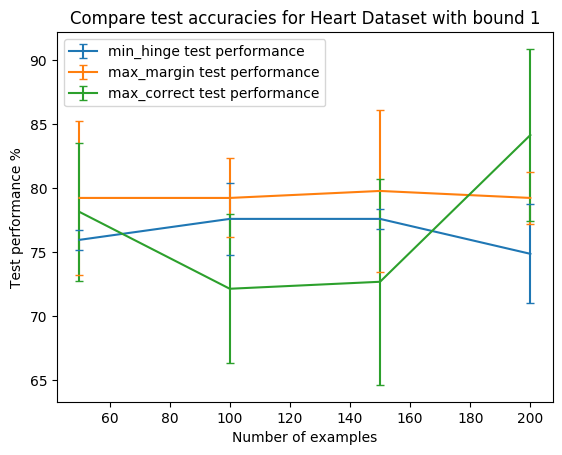 Compare test accuracies for Heart Dataset with bound 1
min_hinge test performance
max_margin test performance
max_correct test performance
Test performance %
90
85
80
75
70
65
60 80 100 120 140 160 180 200
Number of examples